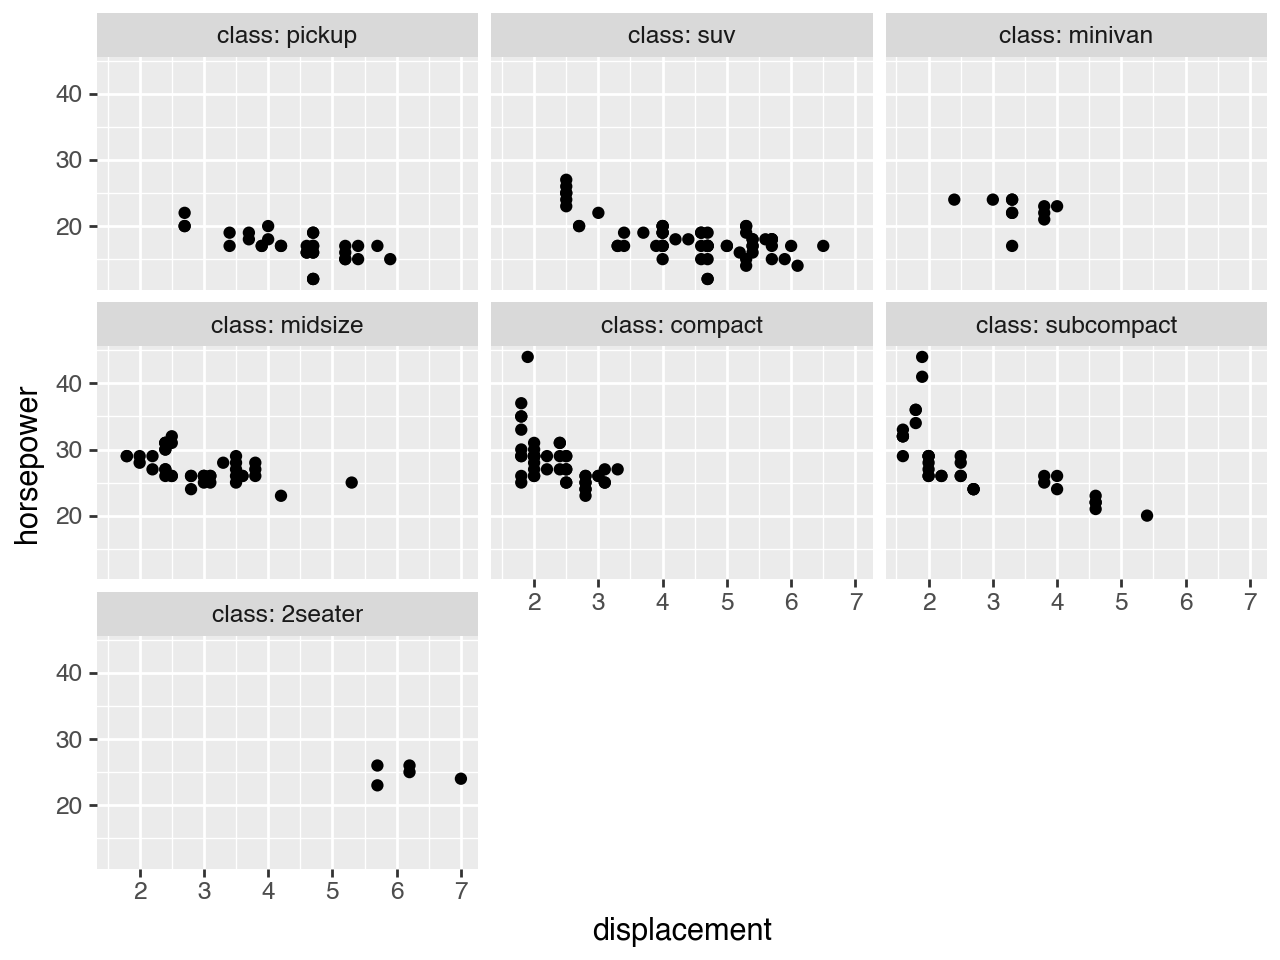 class: pickup
class: suv
class: minivan
40
30
20
class: midsize
class: compact
class: subcompact
40
30
20
2 3 4 5 6 7
2 3 4 5 6 7
class: 2seater
40
30
20
2 3 4 5 6 7
horsepower
displacement